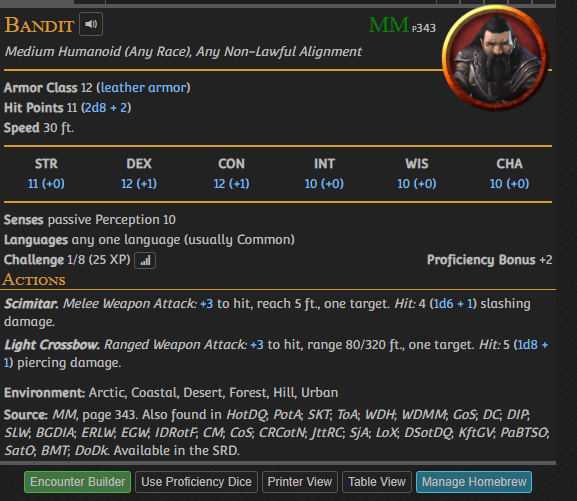 Bandit MM p343
Medium Humanoid (Any Race), Any Non-Lawful Alignment
Armor Class 12 (leather armor)
Hit Points 11 (2d8 + 2)
Speed 30 ft.
STR DEX CON INT WIS CHA
11 (+0) 12 (+1) 12 (+1) 10 (+0) 10 (+0) 10 (+0)
Senses passive Perception 10
Languages any one language (usually Common)
Challenge 1/8 (25 XP) Proficiency Bonus +2
Actions
Scimitar. Melee Weapon Attack: +3 to hit, reach 5 ft., one target. Hit: 4 (1d6 + 1) slashing
damage.
Light Crossbow. Ranged Weapon Attack: +3 to hit, range 80/320 ft., one target. Hit: 5 (1d8 +
1) piercing damage.
Environment: Arctic, Coastal, Desert, Forest, Hill, Urban
Source: MM, page 343. Also found in HotDQ; PotA; SKT; ToA; WDH; WDMM; GoS; DC; DIP;
SLW; BGDIA; ERLW; EGW; IDRotF; CM; CoS; CRCotN; JttRC; SjA; LoX; DSotDQ; KftGV; PaBTSO;
SatO; BMT; DoDk. Available in the SRD.
Encounter Builder Use Proficiency Dice Printer View Table View Manage Homebrew